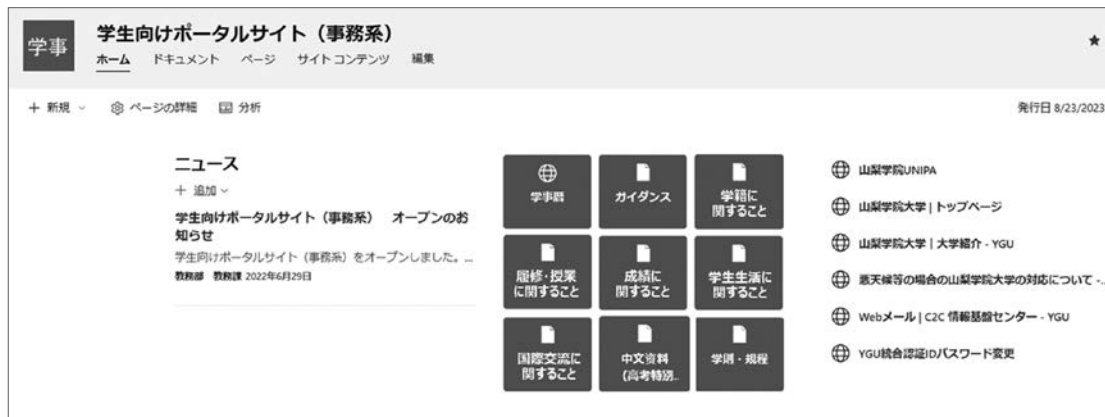 学事
学生向けポータルサイト（事務系）
ホーム ドキュメント ページ サイト コンテンツ 編集
＋ 新規 ページの詳細 分析
発行日 8/23/2023
ニュース
＋ 追加
学生向けポータルサイト（事務系） オープンのお
知らせ
学生向けポータルサイト（事務系）をオープンしました。...
教務部 教務課 2022年6月29日
学事暦
ガイダンス
学籍に
関すること
履修・授業
に関すること
成績に
関すること
学生生活に
関すること
国際交流に
関すること
中文資料
（高考特別...
学則・規程
山梨学院UNIPA
山梨学院大学 | トップページ
山梨学院大学 | 大学紹介 - YGU
悪天候等の場合の山梨学院大学の対応について -...
Webメール | C2C 情報基盤センター - YGU
YGU統合認証IDパスワード変更